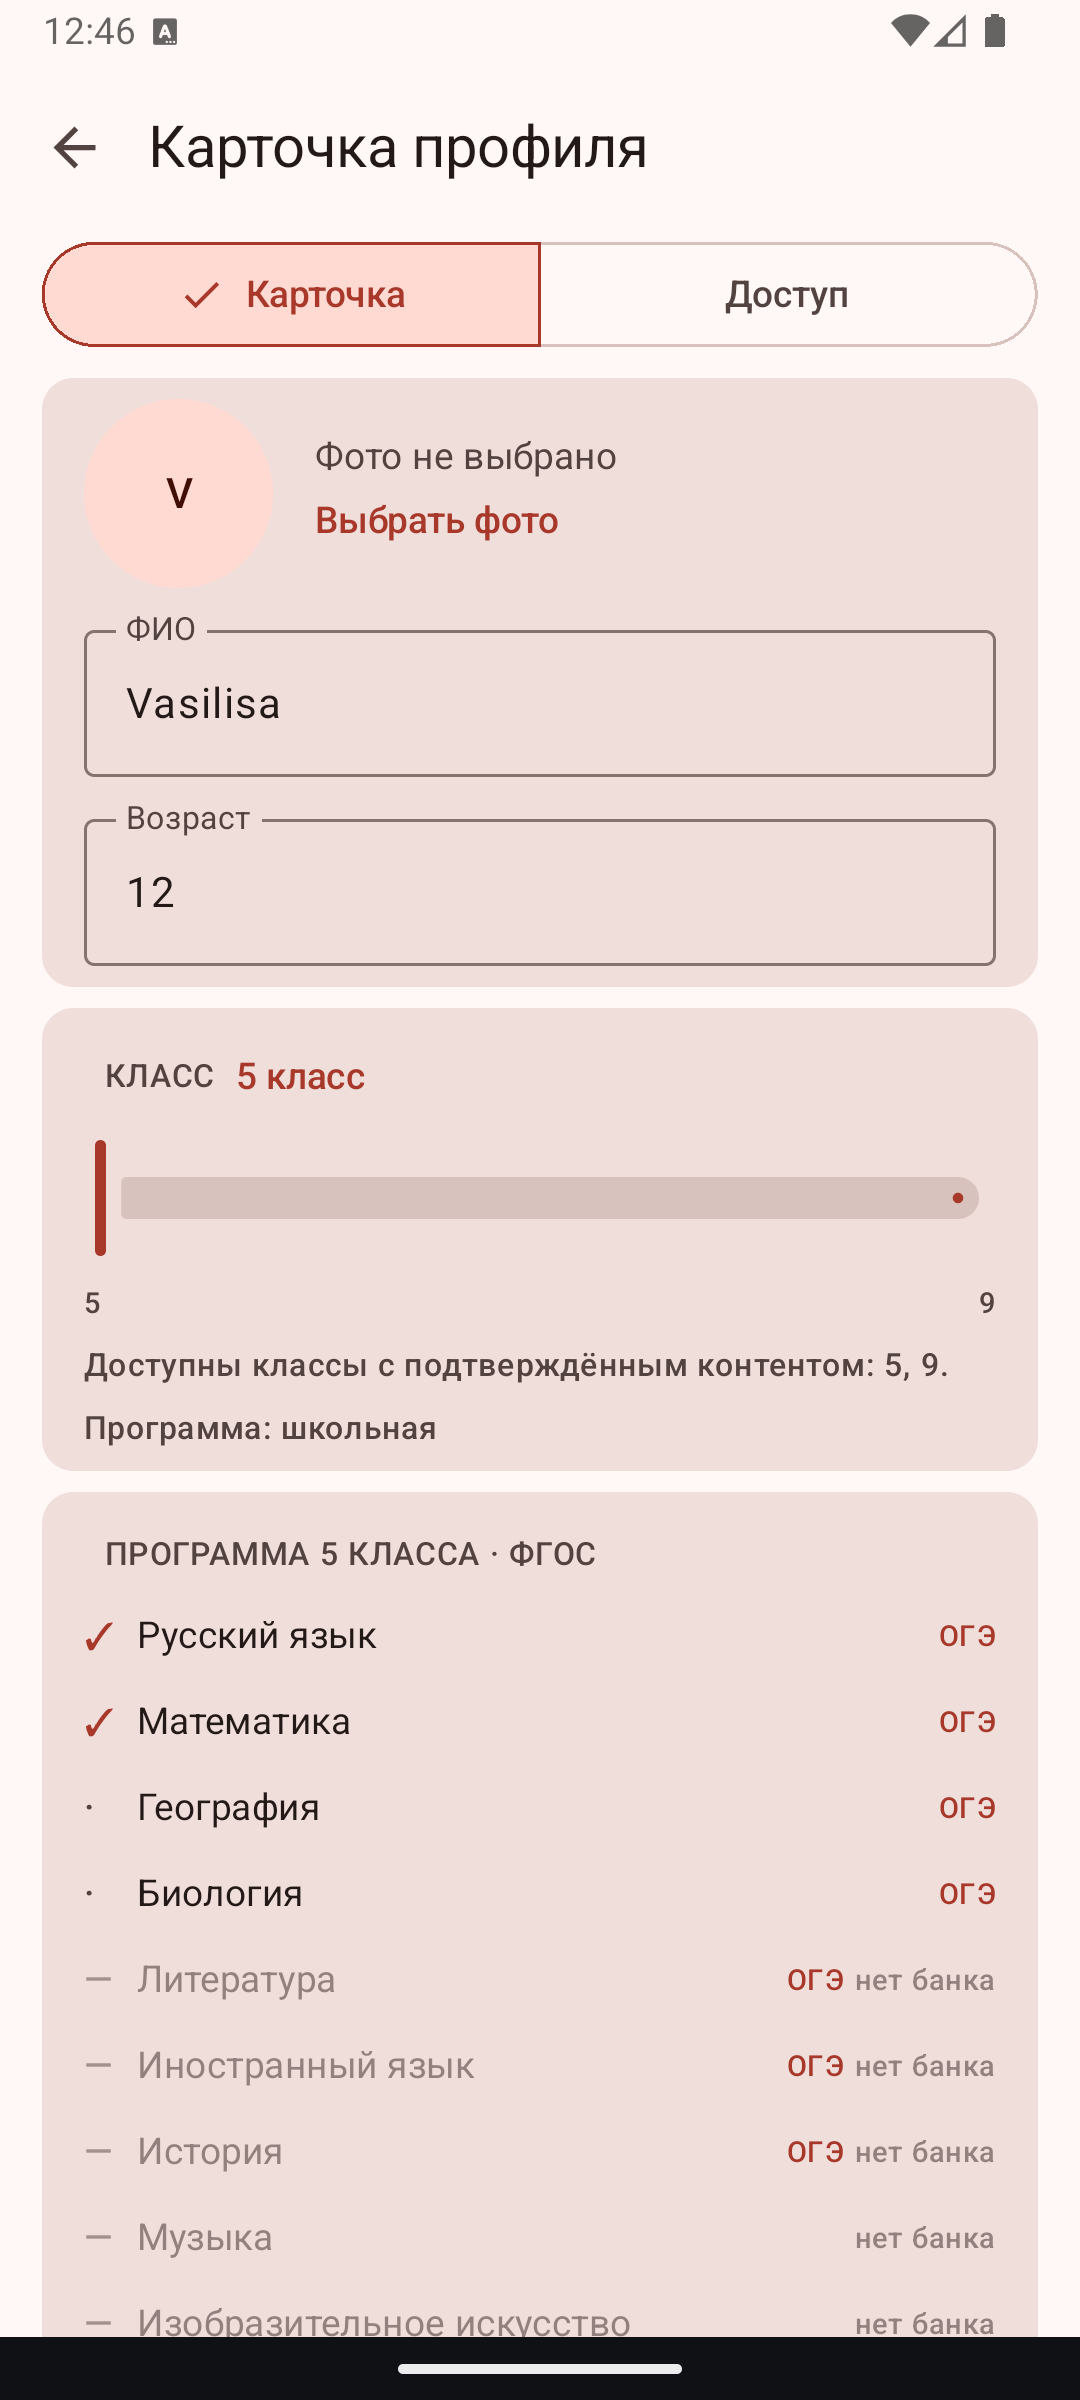 12:46
Карточка профиля
Карточка
Доступ
V
Фото не выбрано
Выбрать фото
ФИО
Vasilisa
Возраст
12
КЛАСС 5 класс
5 9
Доступны классы с подтверждённым контентом: 5, 9.
Программа: школьная
ПРОГРАММА 5 КЛАССА · ФГОС
✓ Русский язык ОГЭ
✓ Математика ОГЭ
· География ОГЭ
· Биология ОГЭ
— Литература ОГЭ нет банка
— Иностранный язык ОГЭ нет банка
— История ОГЭ нет банка
— Музыка нет банка
— Изобразительное искусство нет банка